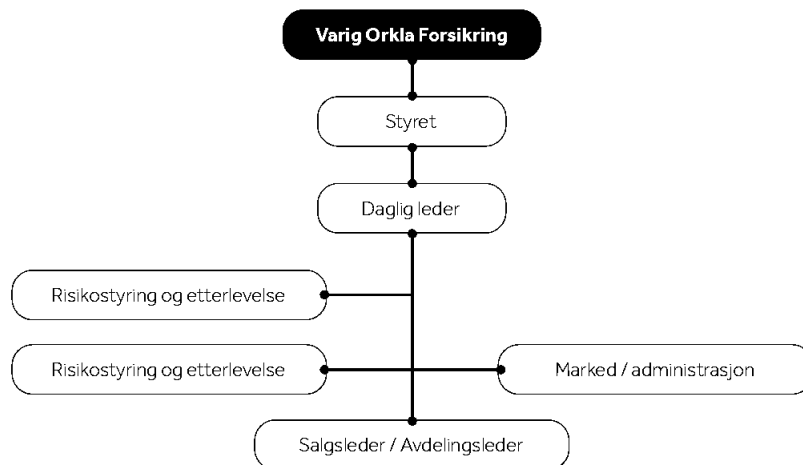 Varig Orkla Forsikring
Styret
Daglig leder
Risikostyring og etterlevelse
Risikostyring og etterlevelse
Marked / administrasjon
Salgsleder / Avdelingsleder